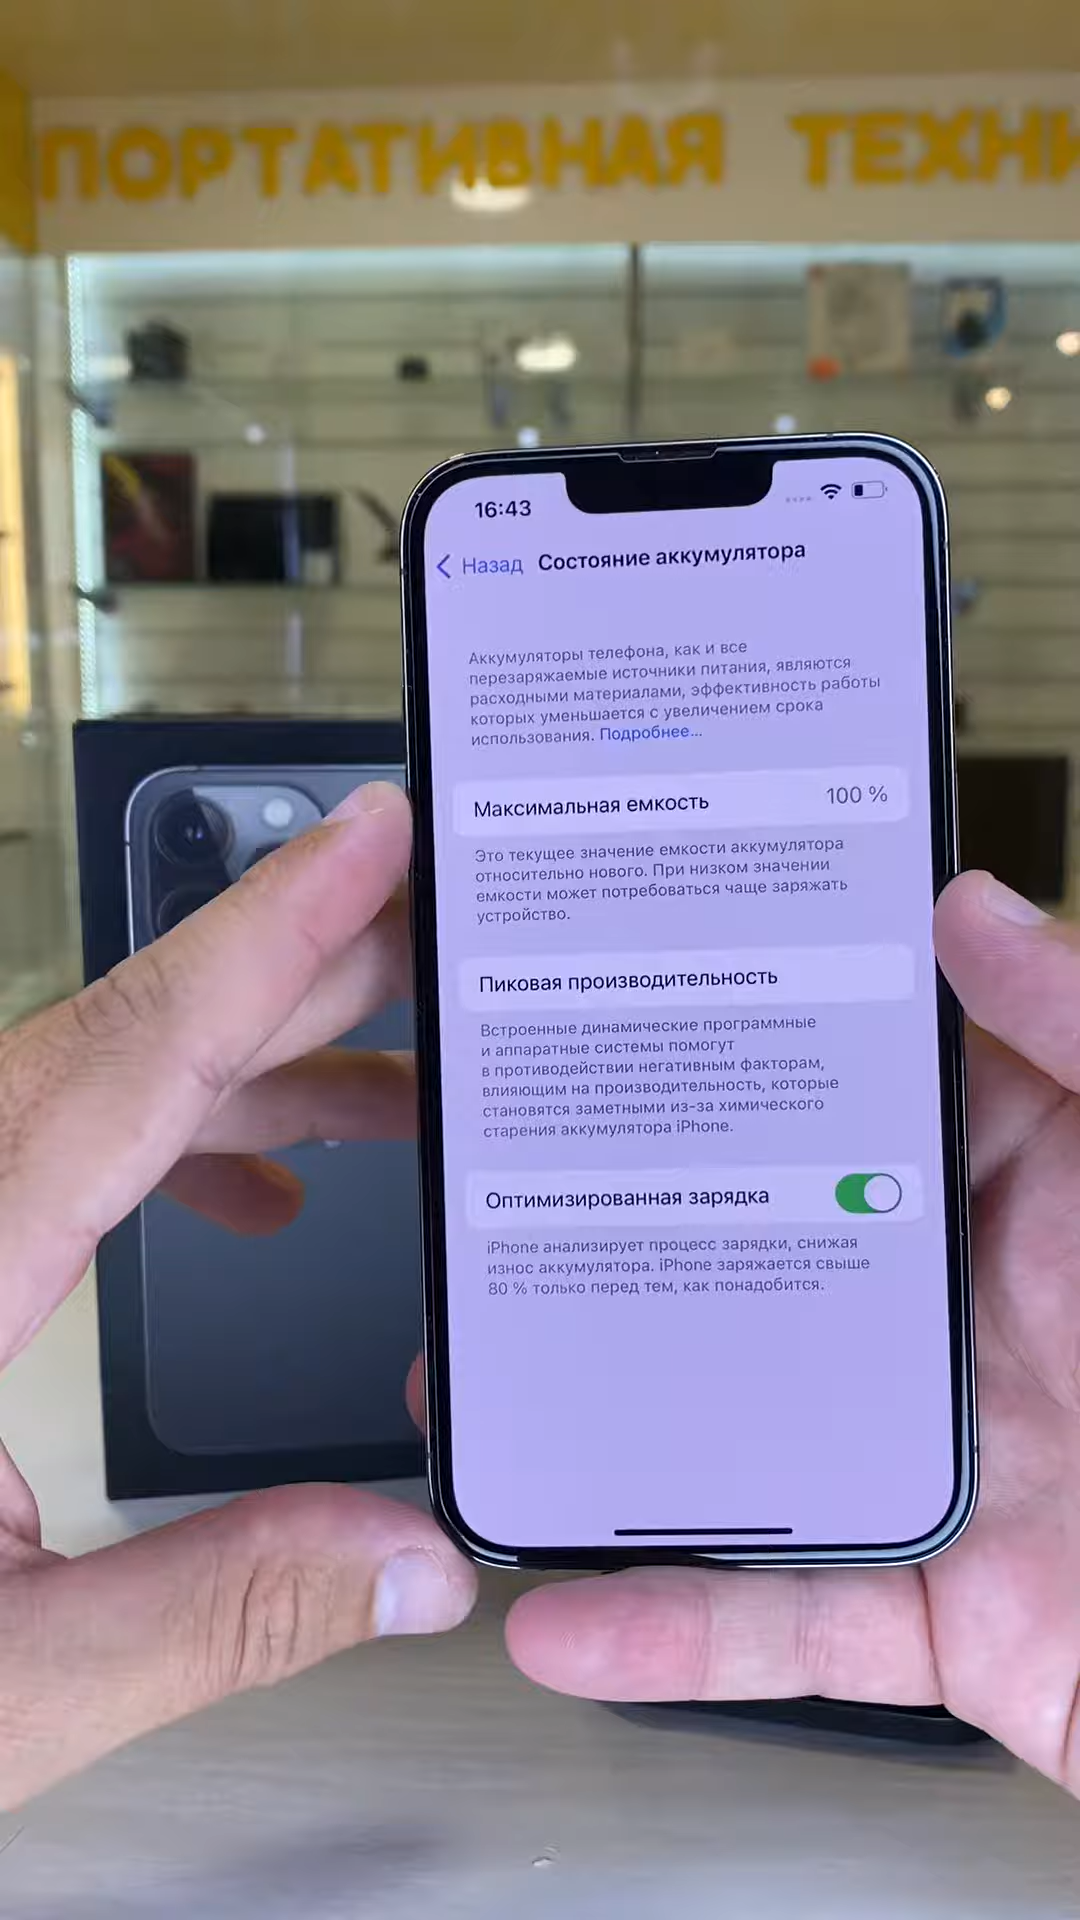 ПОРТАТИВНАЯ ТЕХНИ
16:43
Назад Состояние аккумулятора
Аккумуляторы телефона, как и все
перезаряжаемые источники питания, являются
расходными материалами, эффективность работы
которых уменьшается с увеличением срока
использования. Подробнее...
Максимальная емкость 100 %
Это текущее значение емкости аккумулятора
относительно нового. При низком значении
емкости может потребоваться чаще заряжать
устройство.
Пиковая производительность
Встроенные динамические программные
и аппаратные системы помогут
в противодействии негативным факторам,
влияющим на производительность, которые
становятся заметными из-за химического
старения аккумулятора iPhone.
Оптимизированная зарядка
iPhone анализирует процесс зарядки, снижая
износ аккумулятора. iPhone заряжается свыше
80 % только перед тем, как понадобится.